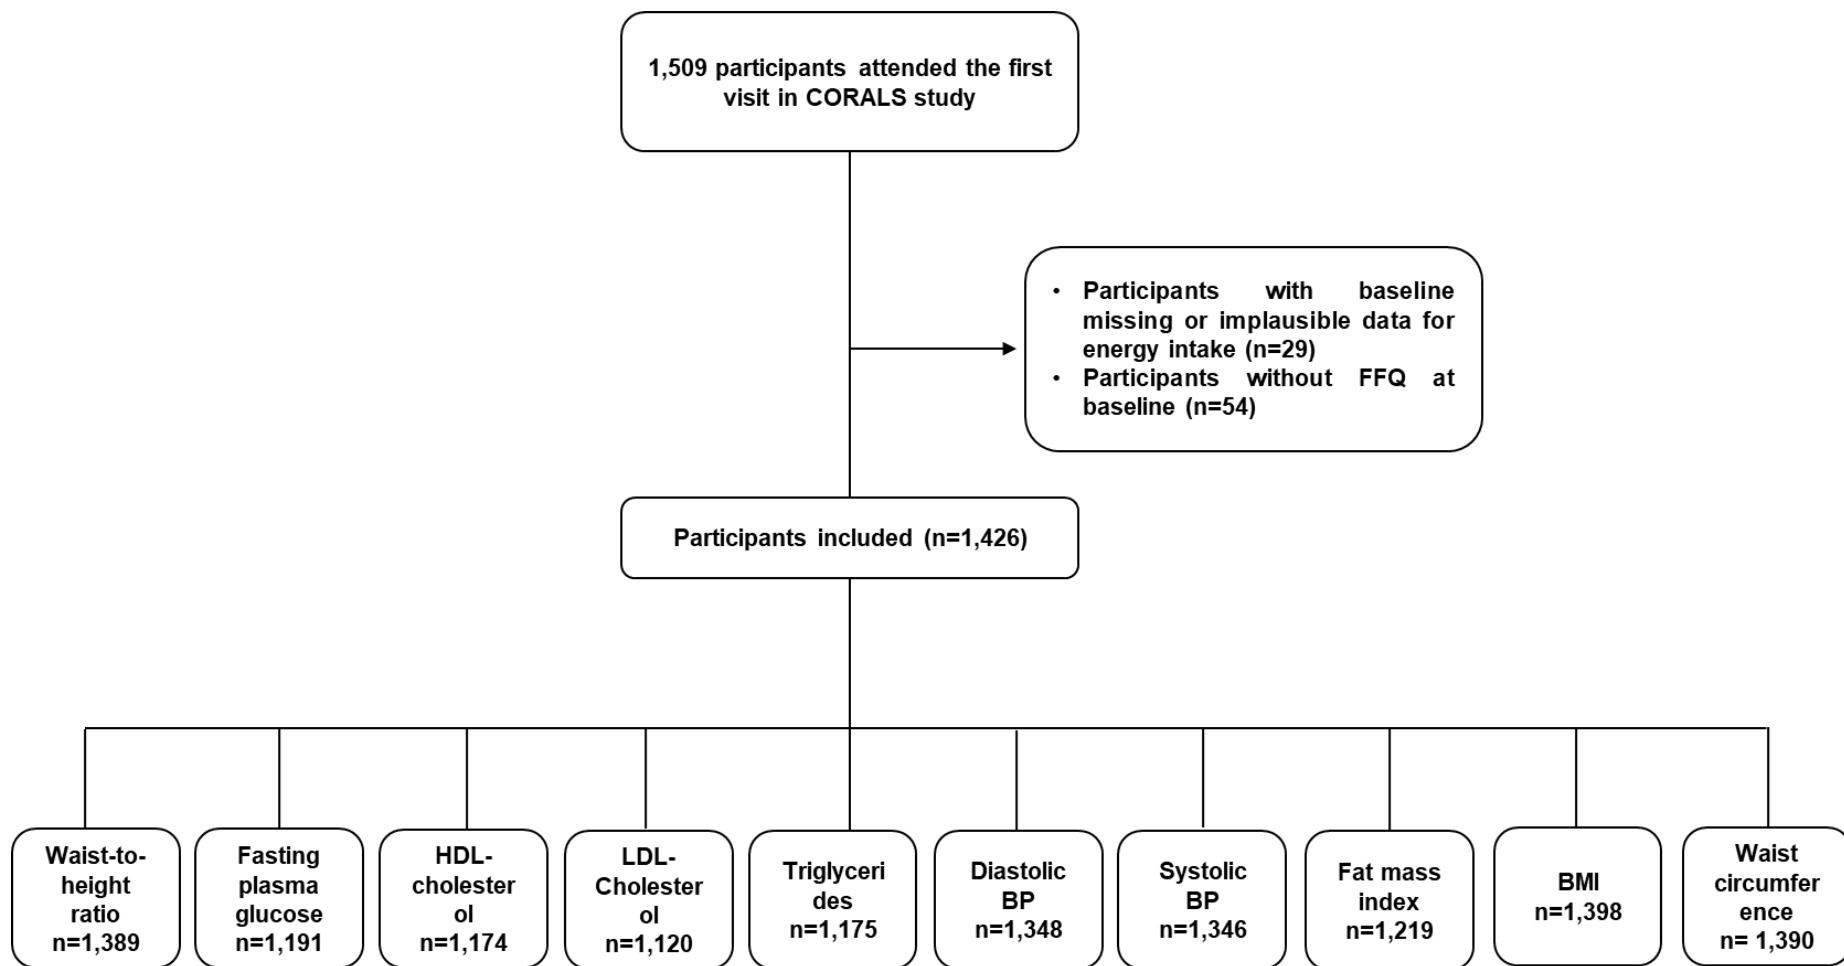 1,509 participants attended the first
visit in CORALS study
• Participants with baseline
missing or implausible data for
energy intake (n=29)
• Participants without FFQ at
baseline (n=54)
Participants included (n=1,426)
Waist-to-
height
ratio
n=1,389
Fasting
plasma
glucose
n=1,191
HDL-
cholester
ol
n=1,174
LDL-
Cholester
ol
n=1,120
Triglyceri
des
n=1,175
Diastolic
BP
n=1,348
Systolic
BP
n=1,346
Fat mass
index
n=1,219
BMI
n=1,398
Waist
circumfer
ence
n= 1,390